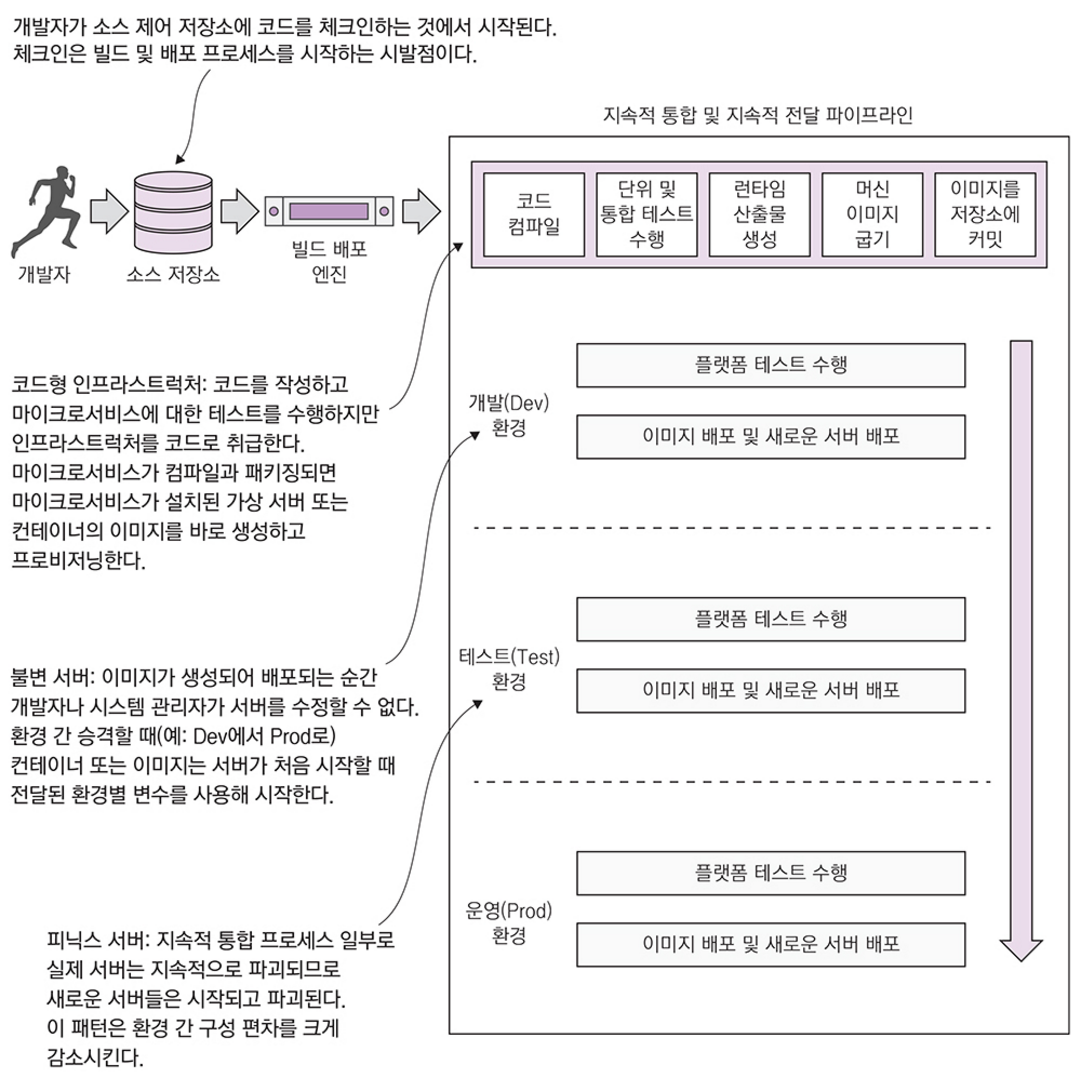 개발자가 소스 제어 저장소에 코드를 체크인하는 것에서 시작된다.
체크인은 빌드 및 배포 프로세스를 시작하는 시발점이다.
지속적 통합 및 지속적 전달 파이프라인
개발자
소스 저장소
빌드 배포
엔진
코드
컴파일
단위 및
통합 테스트
수행
런타임
산출물
생성
머신
이미지
굽기
이미지를
저장소에
커밋
코드형 인프라스트럭처: 코드를 작성하고
마이크로서비스에 대한 테스트를 수행하지만
인프라스트럭처를 코드로 취급한다.
마이크로서비스가 컴파일과 패키징되면
마이크로서비스가 설치된 가상 서버 또는
컨테이너의 이미지를 바로 생성하고
프로비저닝한다.
개발(Dev)
환경
플랫폼 테스트 수행
이미지 배포 및 새로운 서버 배포
불변 서버: 이미지가 생성되어 배포되는 순간
개발자나 시스템 관리자가 서버를 수정할 수 없다.
환경 간 승격할 때(예: Dev에서 Prod로)
컨테이너 또는 이미지는 서버가 처음 시작할 때
전달된 환경별 변수를 사용해 시작한다.
테스트(Test)
환경
플랫폼 테스트 수행
이미지 배포 및 새로운 서버 배포
피닉스 서버: 지속적 통합 프로세스 일부로
실제 서버는 지속적으로 파괴되므로
새로운 서버들은 시작되고 파괴된다.
이 패턴은 환경 간 구성 편차를 크게
감소시킨다.
운영(Prod)
환경
플랫폼 테스트 수행
이미지 배포 및 새로운 서버 배포